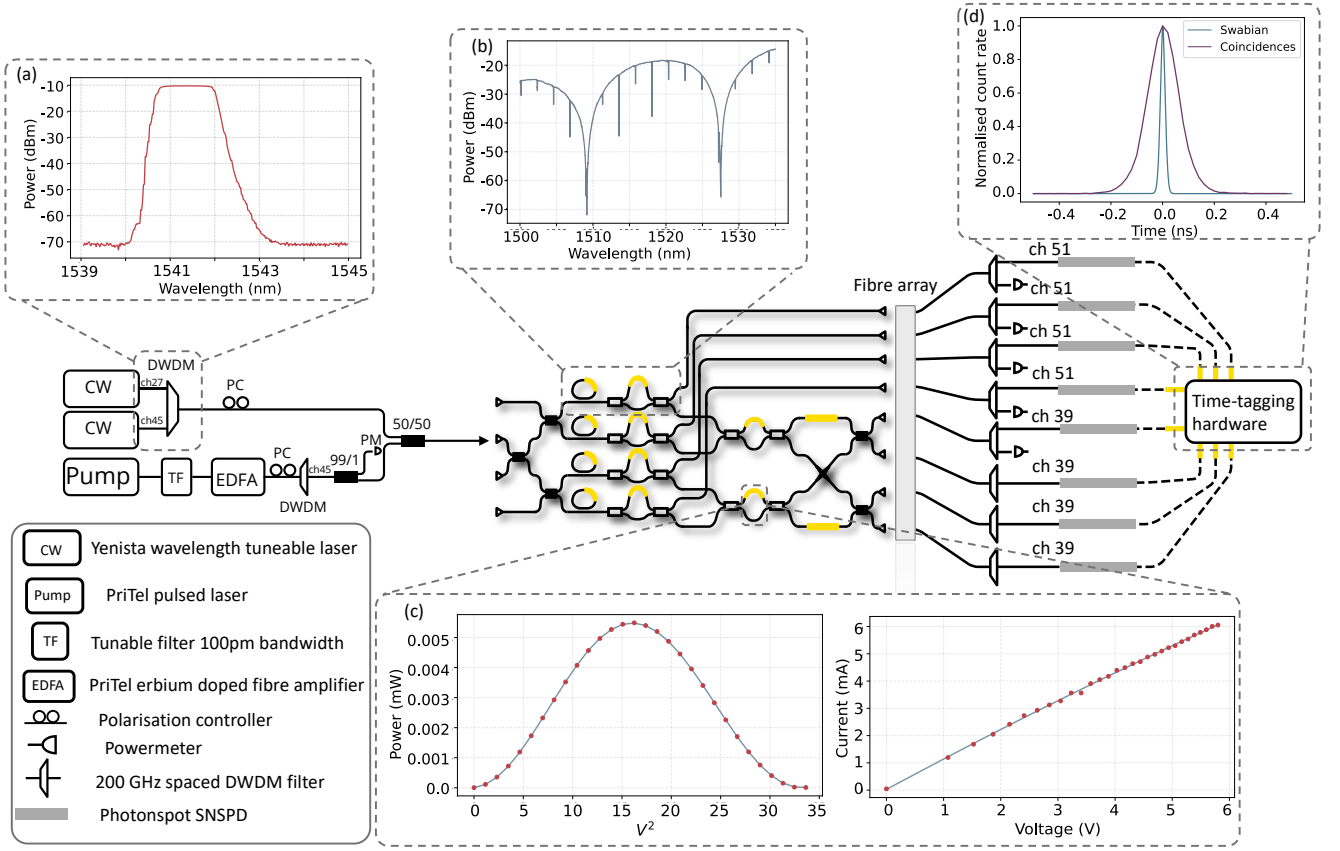 (a)
-10
-20
-30
-40
-50
-60
-70
Power (dBm)
1539
1541
1543
1545
Wavelength (nm)
(b)
-20
-30
-40
-50
-60
-70
Power (dBm)
1500
1510
1520
1530
Wavelength (nm)
(d)
1.0
0.8
0.6
0.4
0.2
0.0
Normalised count rate
Swabian
Coincidences
-0.4
-0.2
0.0
0.2
0.4
Time (ns)
DWDM
CW
ch27
CW
ch45
PC
50/50
PM
Pump
TF
EDFA
PC
ch45
DWDM
99/1
Fibre array
ch 51
ch 51
ch 51
ch 51
ch 39
ch 39
ch 39
ch 39
Time-tagging
hardware
CW
Yenista wavelength tuneable laser
Pump
PriTel pulsed laser
TF
Tunable filter 100pm bandwidth
EDFA
PriTel erbium doped fibre amplifier
Polarisation controller
Powermeter
200 GHz spaced DWDM filter
Photonspot SNSPD
(c)
0.005
0.004
0.003
0.002
0.001
0.0
Power (mW)
0
5
10
15
20
25
30
35
V²
6
5
4
3
2
1
0
Current (mA)
0
1
2
3
4
5
6
Voltage (V)